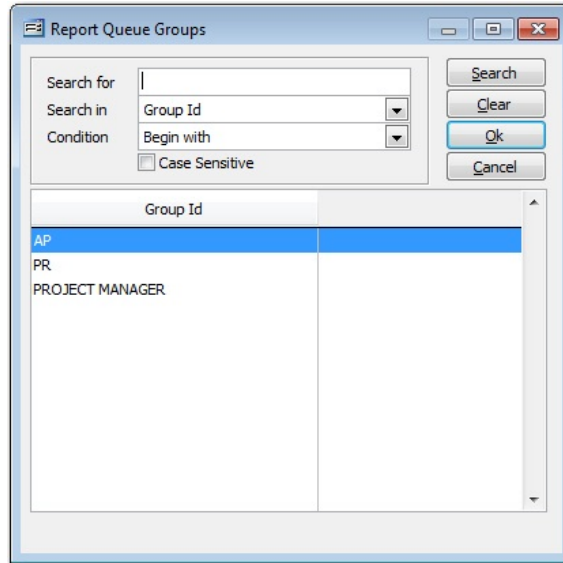 Report Queue Groups
Search for
Search
Search in Group Id
Clear
Condition Begin with
Ok
Case Sensitive
Cancel
Group Id
AP
PR
PROJECT MANAGER